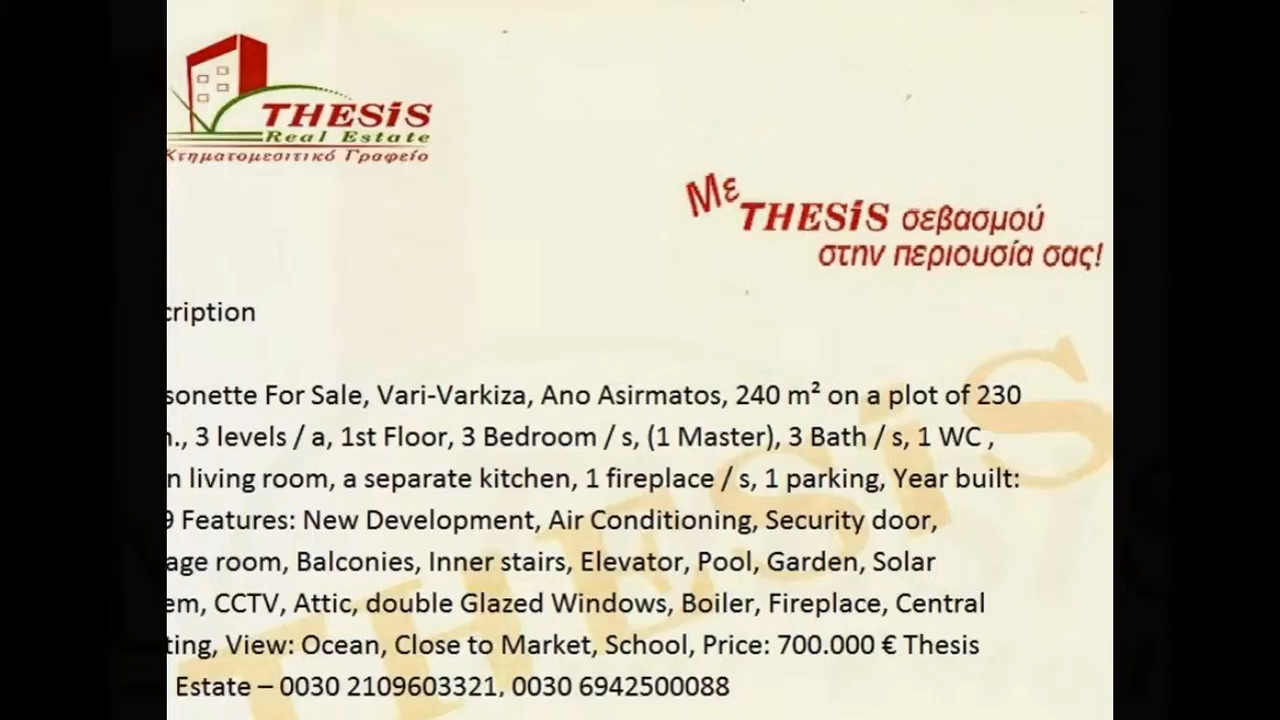 THESiS
Real Estate
Κτηματομεσιτικό Γραφείο
Με
THESiS σεβασμού
στην περιουσία σας!
cription
sonette For Sale, Vari-Varkiza, Ano Asirmatos, 240 m² on a plot of 230
., 3 levels / a, 1st Floor, 3 Bedroom / s, (1 Master), 3 Bath / s, 1 WC ,
n living room, a separate kitchen, 1 fireplace / s, 1 parking, Year built:
9 Features: New Development, Air Conditioning, Security door,
age room, Balconies, Inner stairs, Elevator, Pool, Garden, Solar
em, CCTV, Attic, double Glazed Windows, Boiler, Fireplace, Central
ting, View: Ocean, Close to Market, School, Price: 700.000 € Thesis
Estate – 0030 2109603321, 0030 6942500088
THESiS